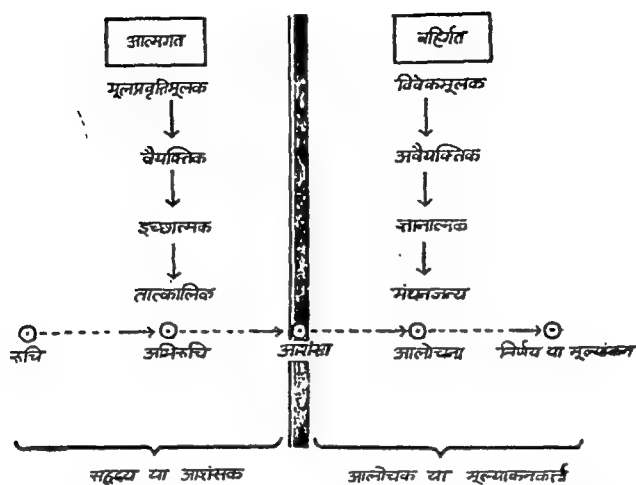 आत्मगत
बहिर्गत
मूलप्रवृतिमूलक
विवेकमूलक
वैयक्तिक
अवैयक्तिक
इच्छात्मक
ज्ञानात्मक
तात्कालिक
मंथनजन्य
रूचि
अभिरूचि
आशंसा
आलोचना
निर्णय या मूल्यांकन
सहृदय या आशंसक
आलोचक या मूल्याकनकर्त्ता